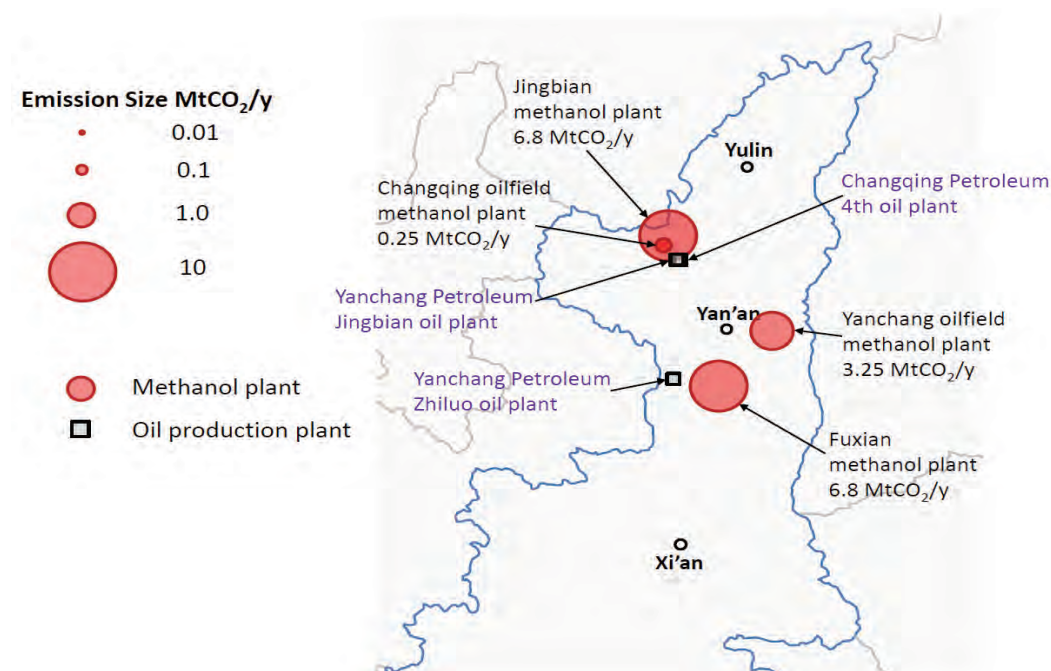 Emission Size MtCO₂/y
0.01
0.1
1.0
10
Methanol plant
Oil production plant
Jingbian
methanol plant
6.8 MtCO₂/y
Changqing oilfield
methanol plant
0.25 MtCO₂/y
Yulin
Changqing Petroleum
4th oil plant
Yanchang Petroleum
Jingbian oil plant
Yan'an
Yanchang oilfield
methanol plant
3.25 MtCO₂/y
Yanchang Petroleum
Zhiluo oil plant
Fuxian
methanol plant
6.8 MtCO₂/y
Xi'an